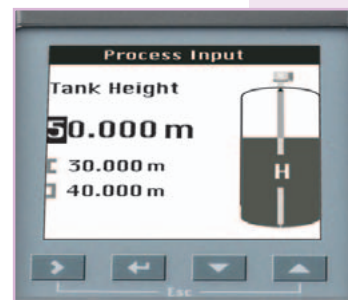 Process Input
Tank Height
50.000 m
30.000 m
40.000 m
H
Esc